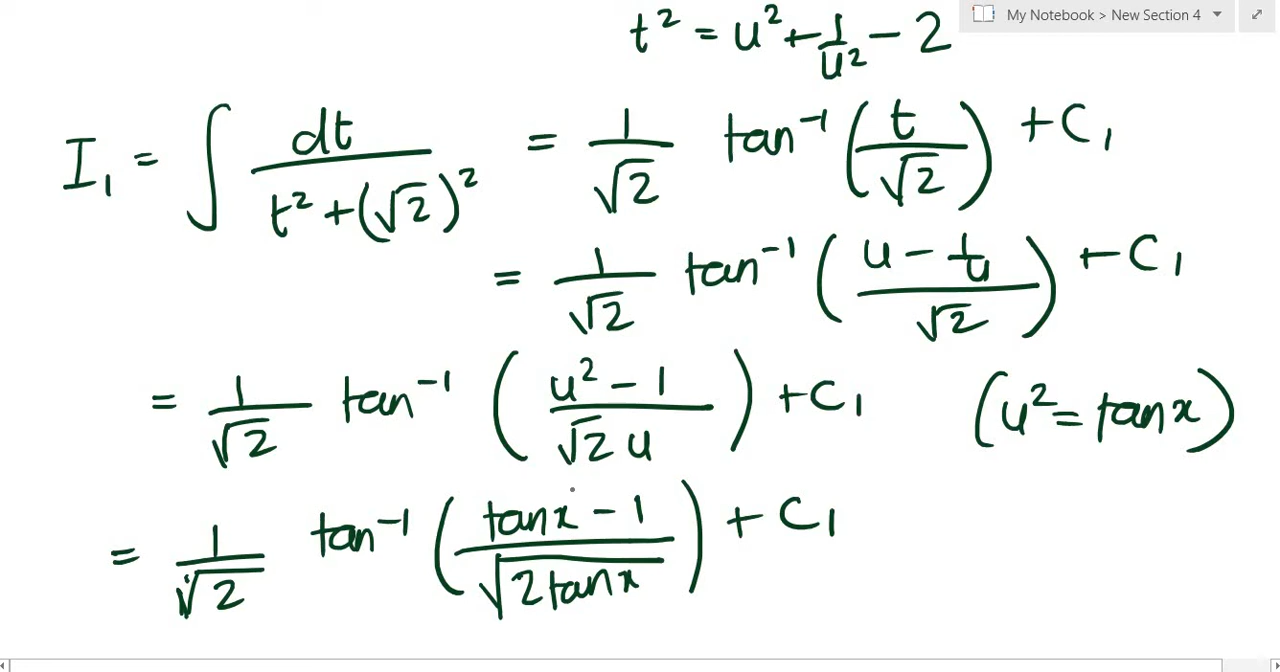 My Notebook > New Section 4
t² = u² + 1/u² - 2
I₁ = ∫ dt/(t² + (√2)²) = 1/√2 tan⁻¹ (t/√2) + C₁
= 1/√2 tan⁻¹ ((u - 1/u)/√2) + C₁
= 1/√2 tan⁻¹ ((u² - 1)/(√2 u)) + C₁ (u² = tan x)
= 1/√2 tan⁻¹ ((tan x - 1)/√(2 tan x)) + C₁